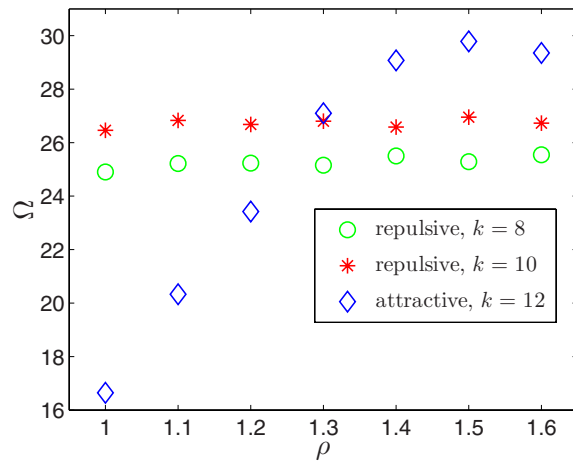 30
28
26
24
22
20
18
16
Ω
repulsive, k = 8
repulsive, k = 10
attractive, k = 12
1 1.1 1.2 1.3 1.4 1.5 1.6
ρ